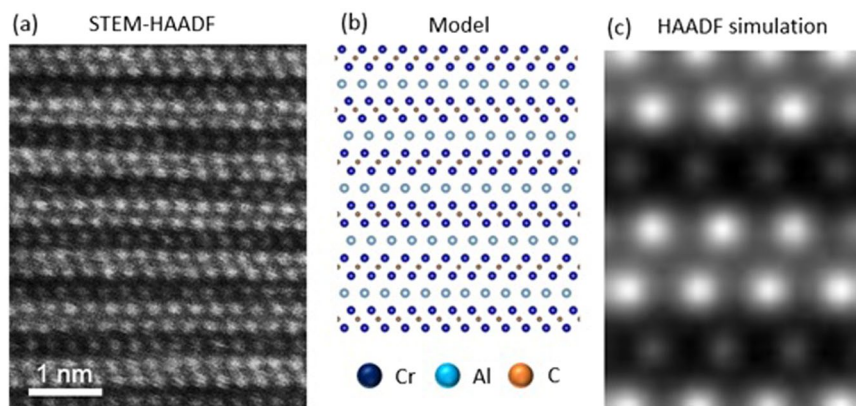 (a) STEM-HAADF
(b) Model
(c) HAADF simulation
1 nm
Cr Al C